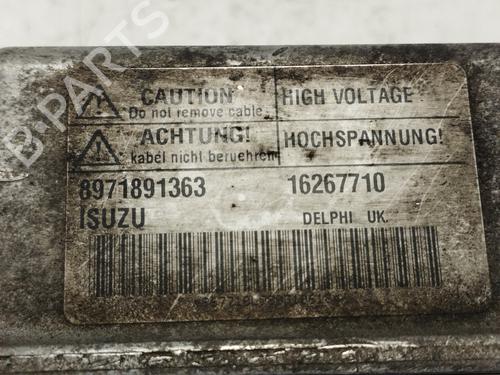 B-PARTS
CAUTION HIGH VOLTAGE
Do not remove cable
ACHTUNG! HOCHSPANNUNG!
kabel nicht beruehren
8971891363 16267710
ISUZU DELPHI UK.